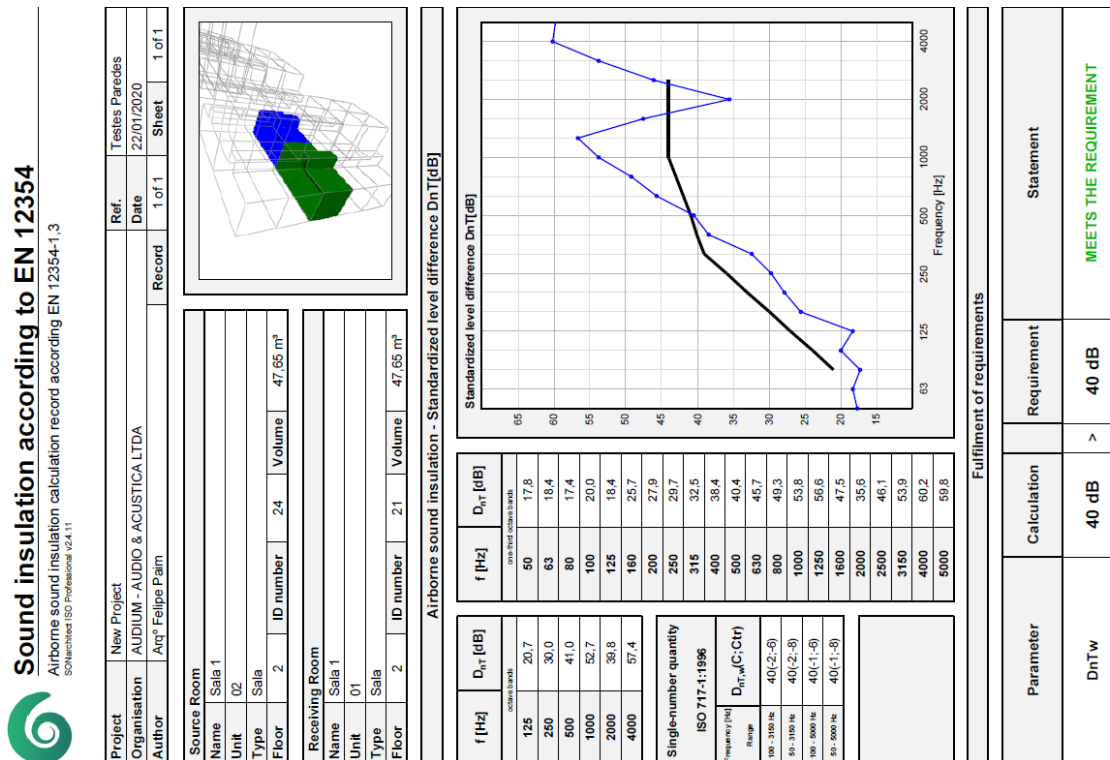 Sound insulation according to EN 12354
Airborne sound insulation calculation record according EN 12354-1,3
SONarchitect ISO Professional v2.4.11
Project New Project Ref. Testes Paredes
Organisation AUDIUM - AUDIO & ACUSTICA LTDA Date 22/01/2020
Author Arqº Felipe Paim Record 1 of 1 Sheet 1 of 1
Source Room
Name Sala 1
Unit 02
Type Sala
Floor 2 ID number 24 Volume 47,65 m³
Receiving Room
Name Sala 1
Unit 01
Type Sala
Floor 2 ID number 21 Volume 47,65 m³
Airborne sound insulation - Standardized level difference DnT[dB]
f [Hz] DnT [dB]
octave bands
125 20,7
250 30,0
500 41,0
1000 52,7
2000 39,8
4000 57,4
Single-number quantity
ISO 717-1:1996
Frequency [Hz] Range DnT,w(C;Ctr)
100 - 3150 Hz 40(-2;-6)
50 - 3150 Hz 40(-2;-8)
100 - 5000 Hz 40(-1;-6)
50 - 5000 Hz 40(-1;-8)
f [Hz] DnT [dB]
one-third octave bands
50 17,8
63 18,4
80 17,4
100 20,0
125 18,4
160 25,7
200 27,9
250 29,7
315 32,5
400 38,4
500 40,4
630 45,7
800 49,3
1000 53,8
1250 56,6
1600 47,5
2000 35,6
2500 46,1
3150 53,9
4000 60,2
5000 59,8
Standardized level difference DnT[dB]
65
60
55
50
45
40
35
30
25
20
15
63 125 250 500 1000 2000 4000
Frequency [Hz]
Fulfilment of requirements
Parameter Calculation Requirement Statement
DnTw 40 dB > 40 dB MEETS THE REQUIREMENT